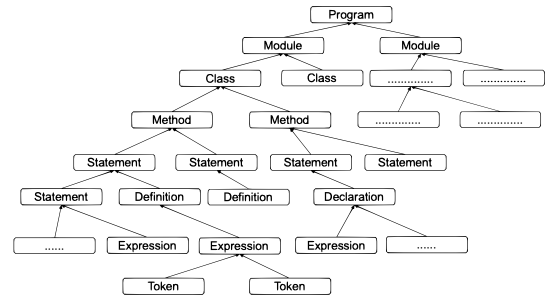 Program
Module Module
Class Class ..............
..............
Method Method .............. ..............
Statement Statement Statement Statement
Statement Definition Definition Declaration
...... Expression Expression Expression ......
Token Token